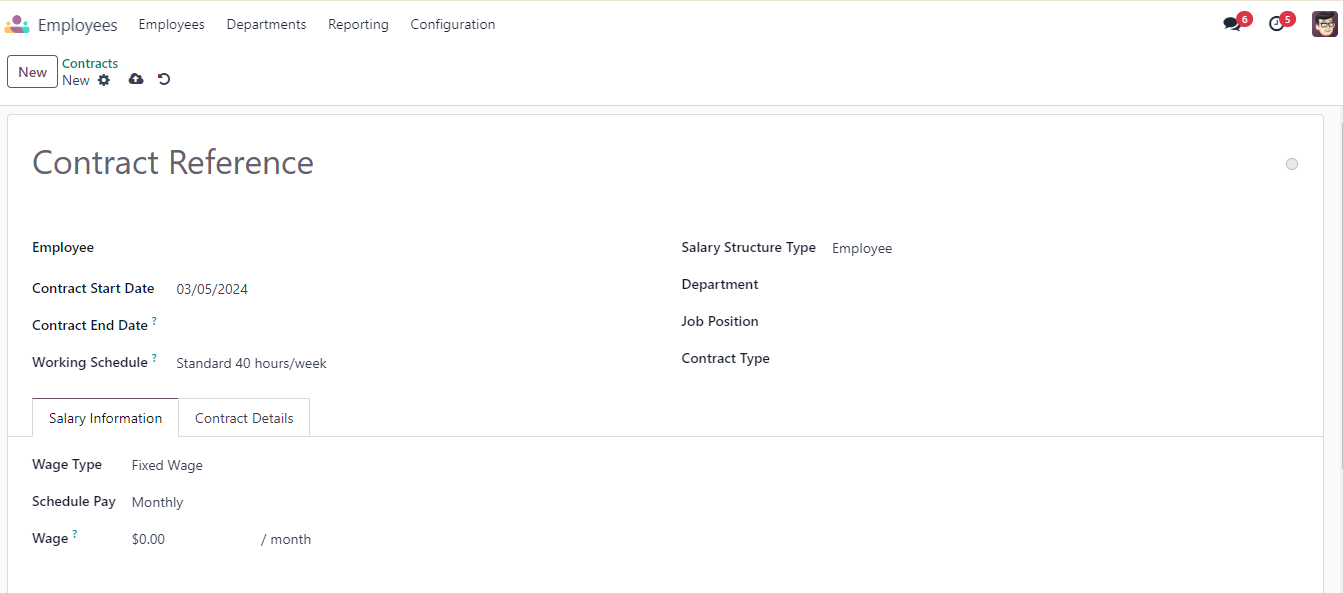 Employees Employees Departments Reporting Configuration 6 5
New Contracts
New
Contract Reference
Employee
Contract Start Date 03/05/2024
Contract End Date ?
Working Schedule ? Standard 40 hours/week
Salary Structure Type Employee
Department
Job Position
Contract Type
Salary Information Contract Details
Wage Type Fixed Wage
Schedule Pay Monthly
Wage ? $0.00 / month